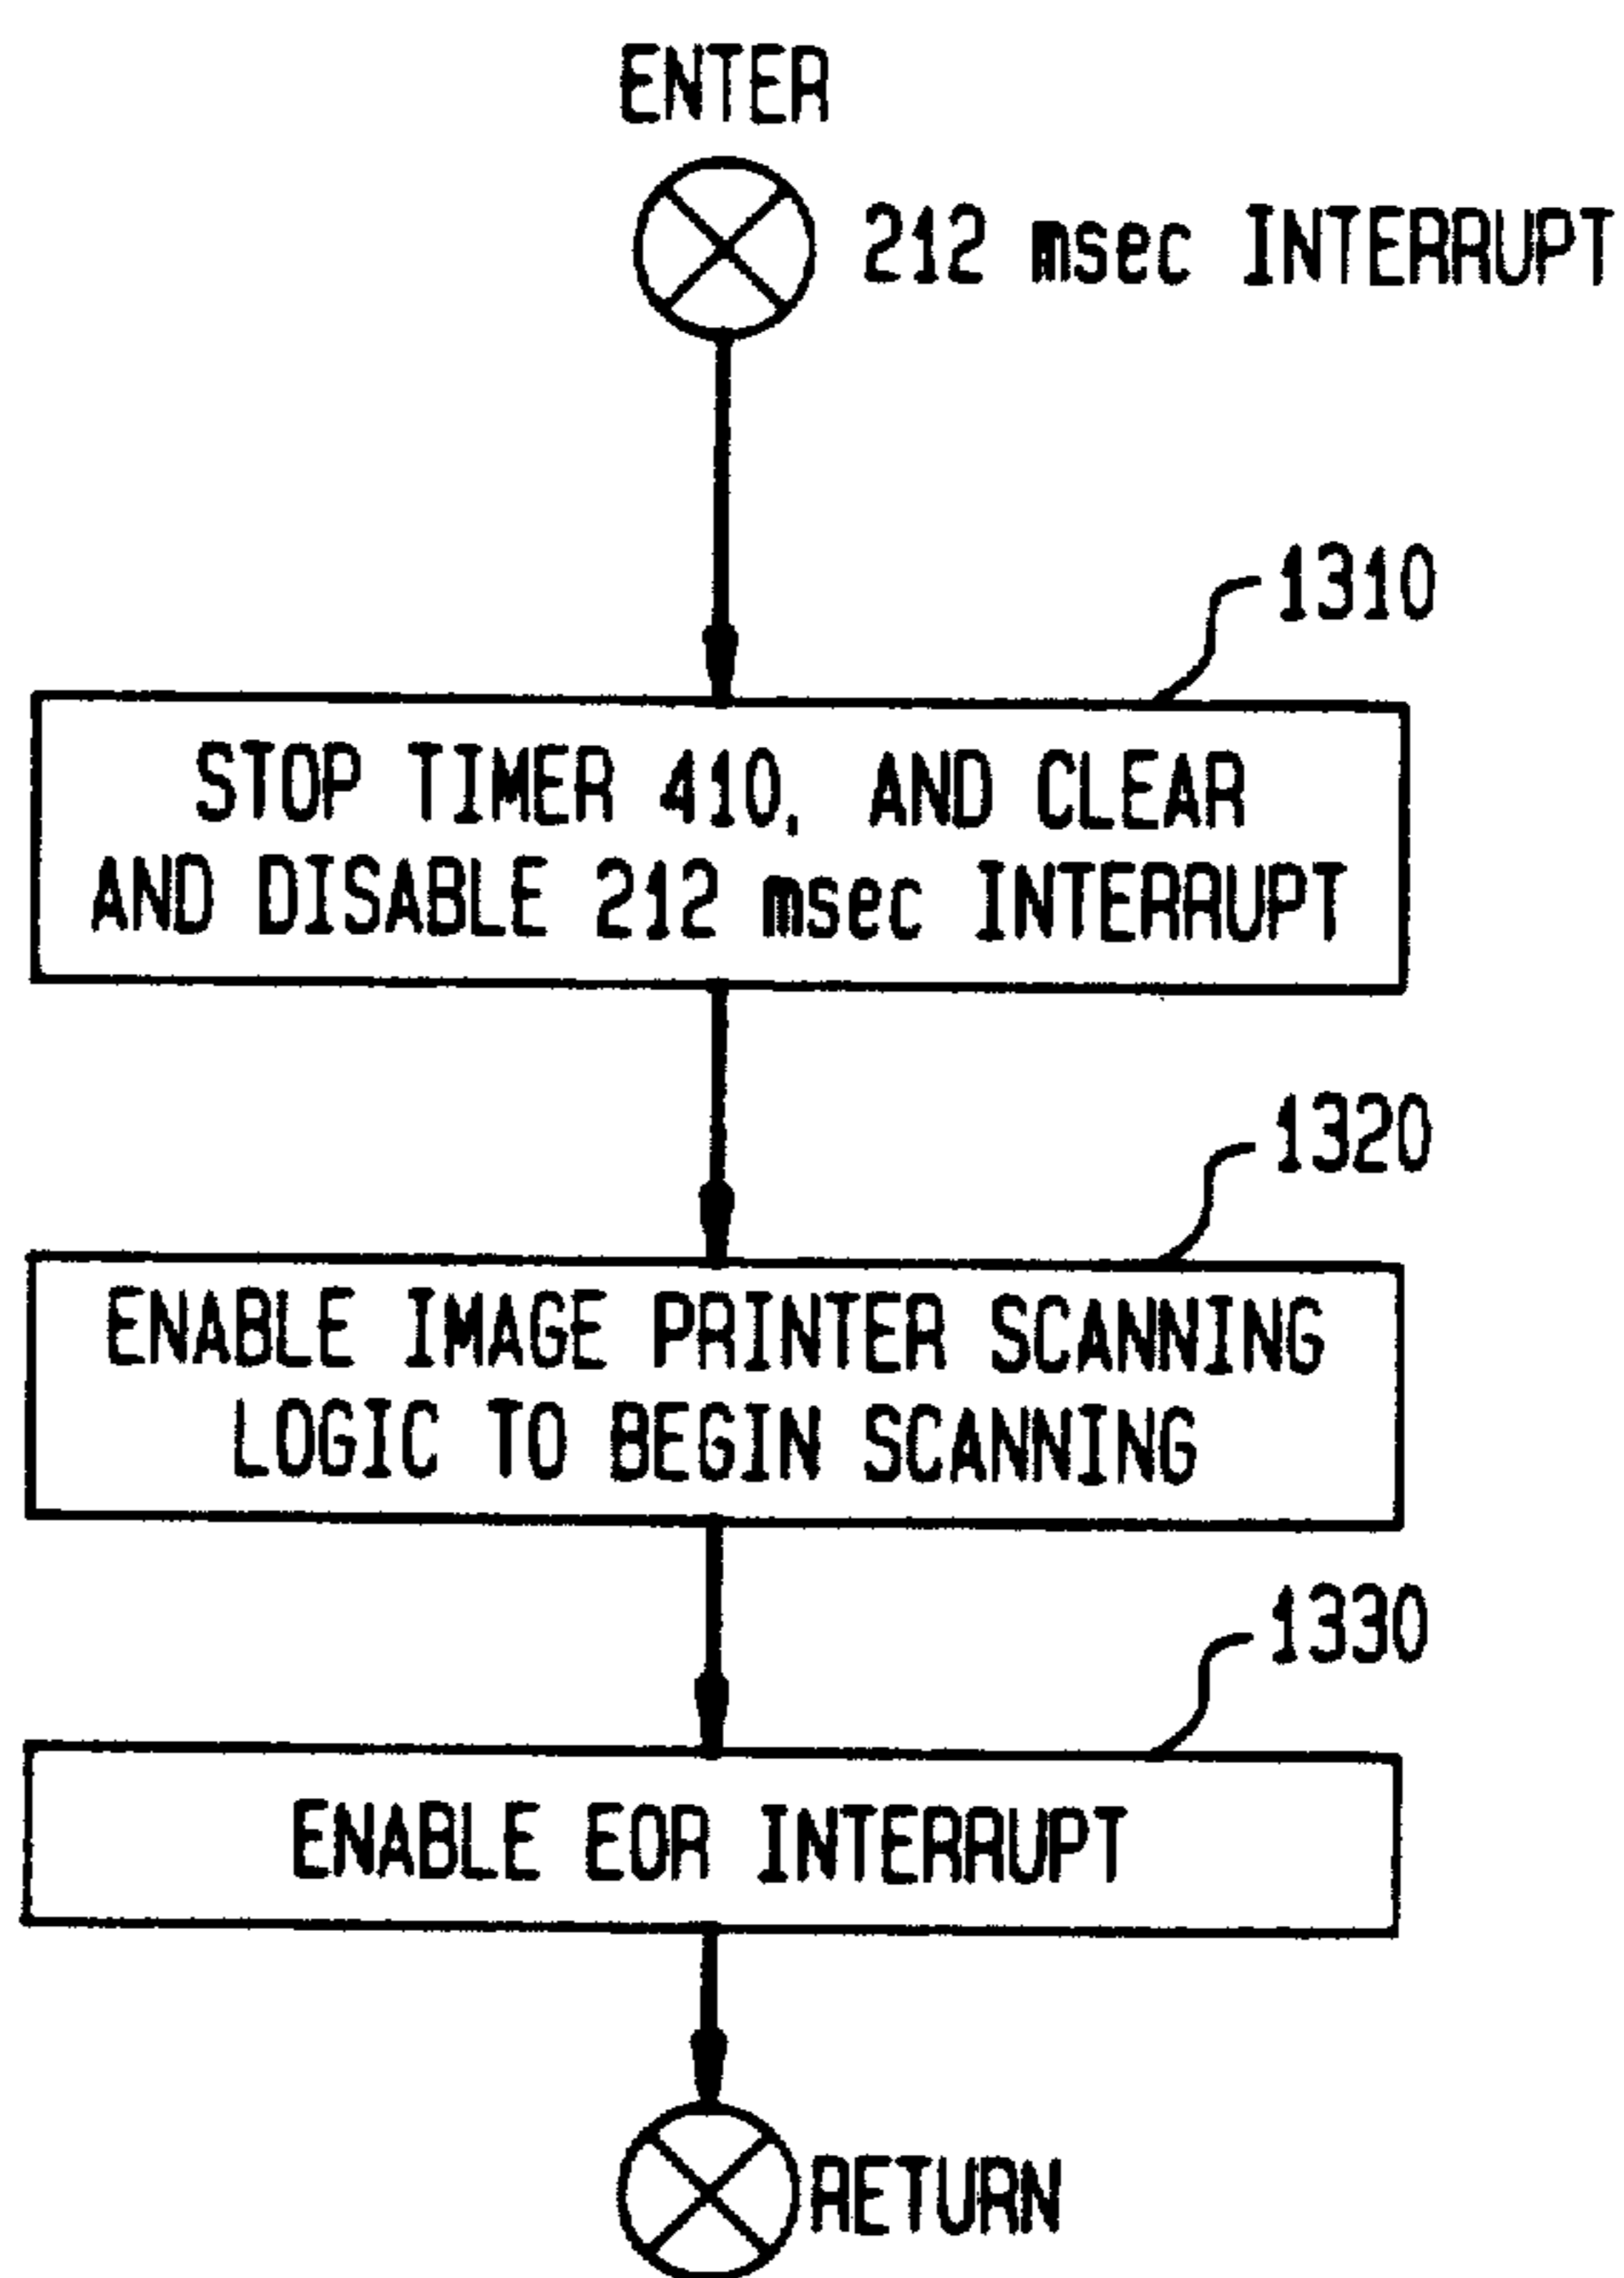 ENTER
212 msec INTERRUPT
1310
STOP TIMER 410, AND CLEAR
AND DISABLE 212 msec INTERRUPT
1320
ENABLE IMAGE PRINTER SCANNING
LOGIC TO BEGIN SCANNING
1330
ENABLE EOR INTERRUPT
RETURN